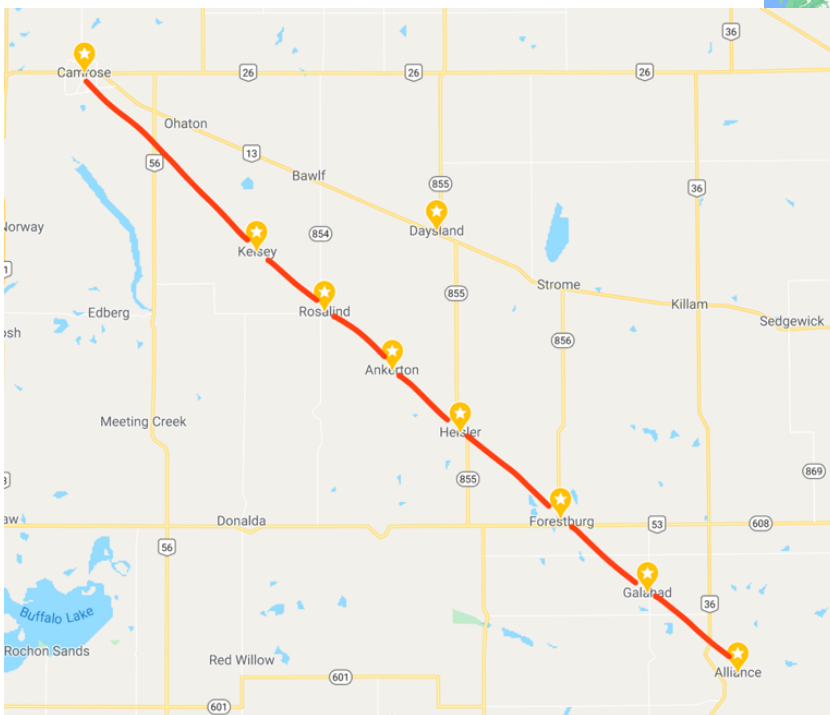 36
Camrose
26
26
26
Ohaton
13
56
Bawlf
855
36
Norway
854
Daysland
Kelsey
Strome
855
Killam
Edberg
Rosalind
Sedgewick
856
Ankerton
Meeting Creek
Heisler
869
855
Donalda
Forestburg
53
608
56
Galahad
36
Buffalo Lake
Rochon Sands
Red Willow
Alliance
601
601